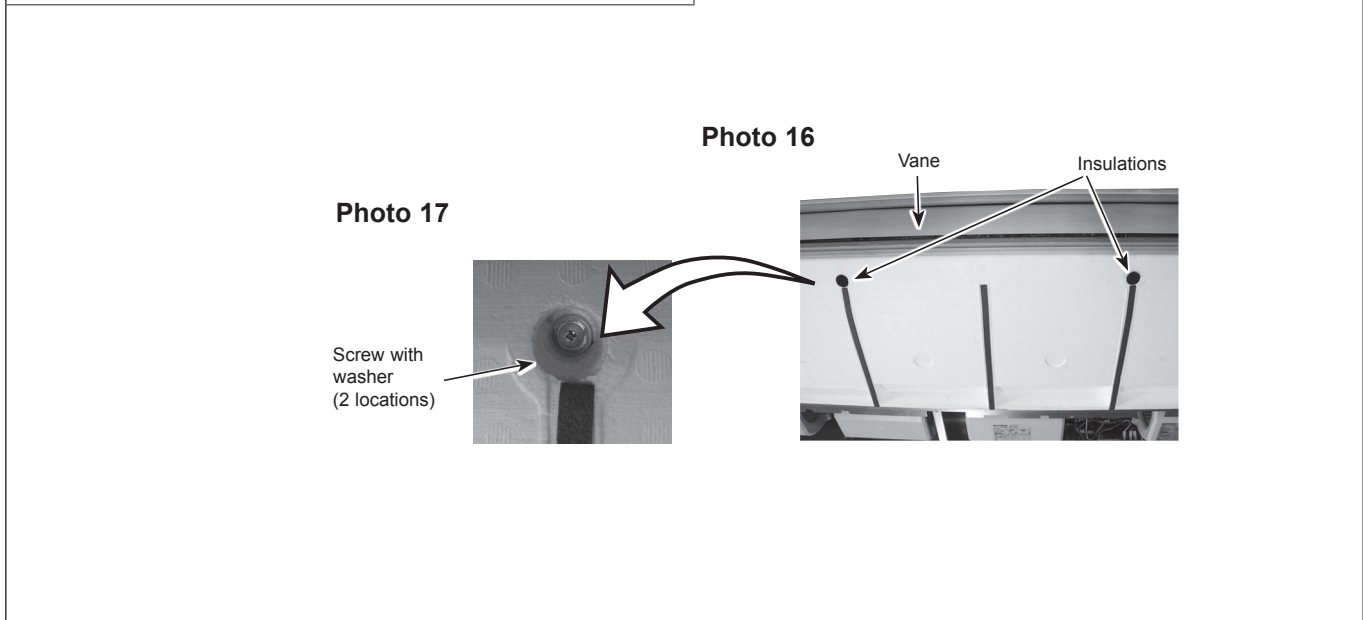 Photo 16
Vane
Insulations
Photo 17
Screw with
washer
(2 locations)